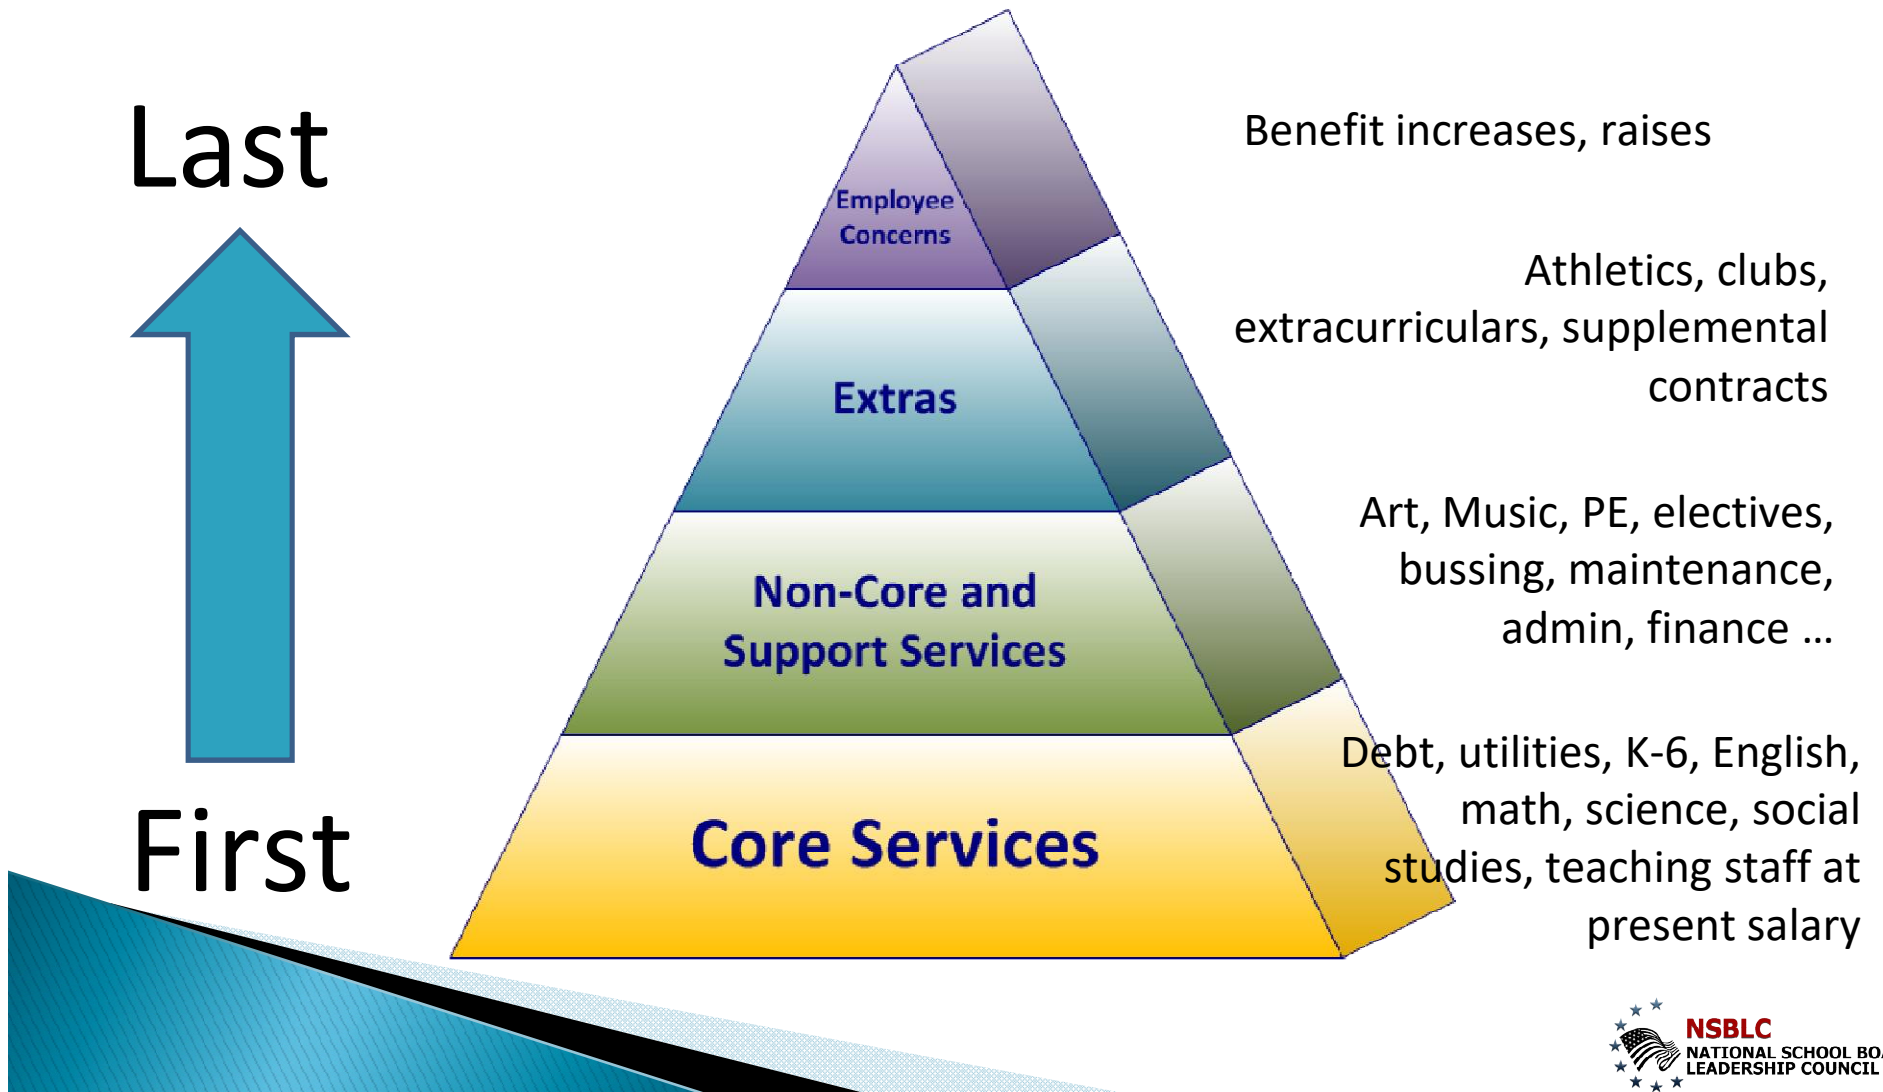 Last
First
Employee
Concerns
Extras
Non-Core and
Support Services
Core Services
Benefit increases, raises
Athletics, clubs,
extracurriculars, supplemental
contracts
Art, Music, PE, electives,
bussing, maintenance,
admin, finance ...
Debt, utilities, K-6, English,
math, science, social
studies, teaching staff at
present salary
NSBLC
NATIONAL SCHOOL
LEADERSHIP COUNCIL